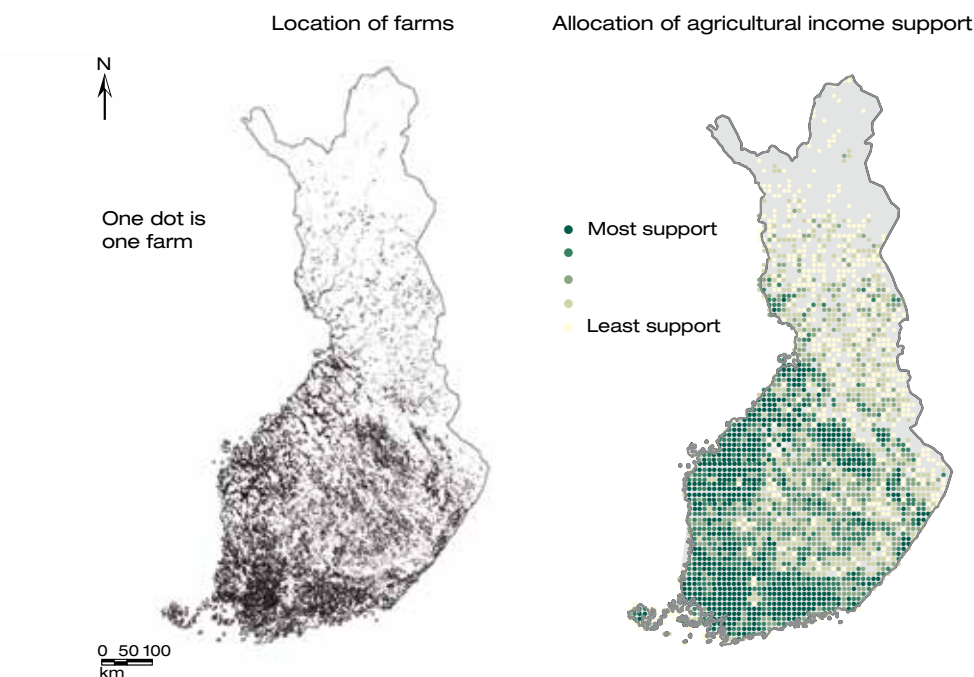 Location of farms
Allocation of agricultural income support
N
One dot is
one farm
Most support
Least support
0 50 100
km